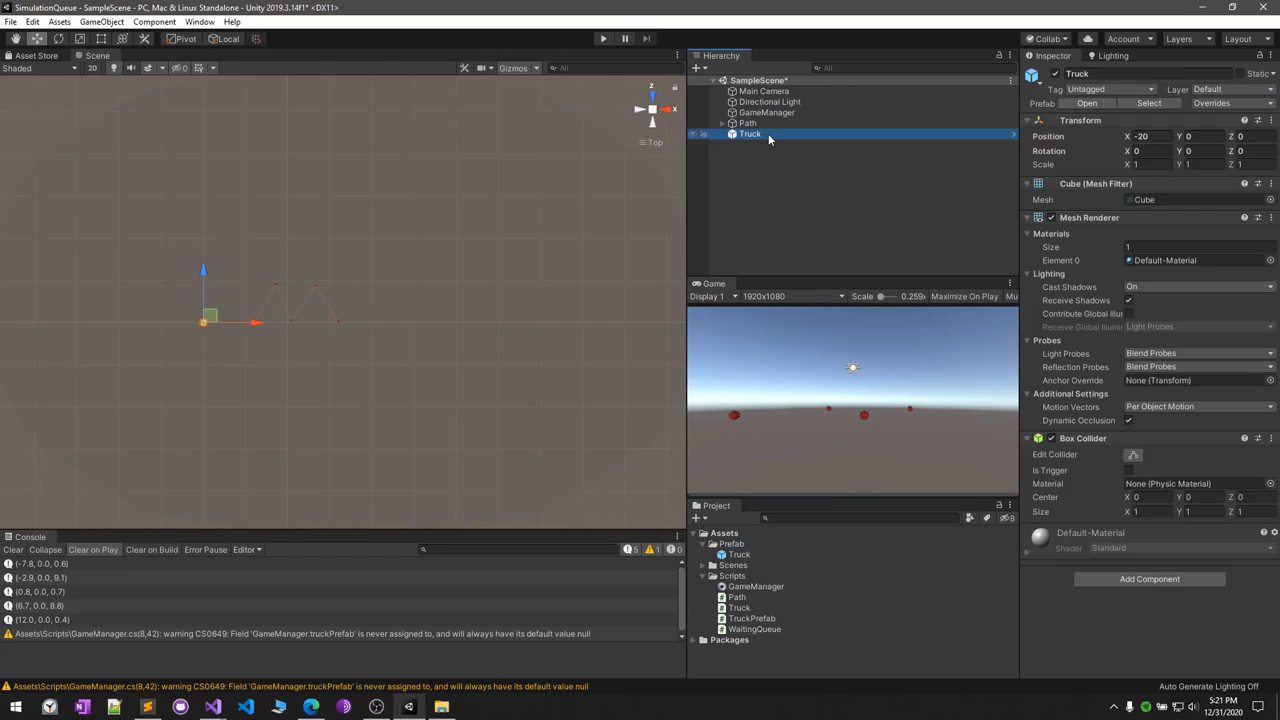 SimulationQueue - SampleScene - PC, Mac & Linux Standalone - Unity 2019.3.14f1* <DX11>
File Edit Assets GameObject Component Window Help
Pivot Local Collab Account Layers Layout
Asset Store Scene
Shaded 2D 0 Gizmos All
z
x
Top
Hierarchy
All
SampleScene*
Main Camera
Directional Light
GameManager
Path
Truck
Game
Display 1 1920x1080 Scale 0.259 Maximize On Play Mu
Project
8
Assets
Prefab
Truck
Scenes
Scripts
GameManager
Path
Truck
TruckPrefab
WaitingQueue
Packages
Inspector Lighting
Truck Static
Tag Untagged Layer Default
Prefab Open Select Overrides
Transform
Position X -20 Y 0 Z 0
Rotation X 0 Y 0 Z 0
Scale X 1 Y 1 Z 1
Cube (Mesh Filter)
Mesh Cube
Mesh Renderer
Materials
Size 1
Element 0 Default-Material
Lighting
Cast Shadows On
Receive Shadows
Contribute Global Illur
Receive Global Illumir Light Probes
Probes
Light Probes Blend Probes
Reflection Probes Blend Probes
Anchor Override None (Transform)
Additional Settings
Motion Vectors Per Object Motion
Dynamic Occlusion
Box Collider
Edit Collider
Is Trigger
Material None (Physic Material)
Center X 0 Y 0 Z 0
Size X 1 Y 1 Z 1
Default-Material
Shader Standard
Add Component
Console
Clear Collapse Clear on Play Clear on Build Error Pause Editor 5 1 0
(-7.8, 0.0, 0.6)
(-2.9, 0.0, 9.1)
(0.8, 0.0, 0.7)
(6.7, 0.0, 8.8)
(12.0, 0.0, 0.4)
Assets\Scripts\GameManager.cs(8,42): warning CS0649: Field 'GameManager.truckPrefab' is never assigned to, and will always have its default value null
Assets\Scripts\GameManager.cs(8,42): warning CS0649: Field 'GameManager.truckPrefab' is never assigned to, and will always have its default value null
Auto Generate Lighting Off
5:21 PM
12/31/2020